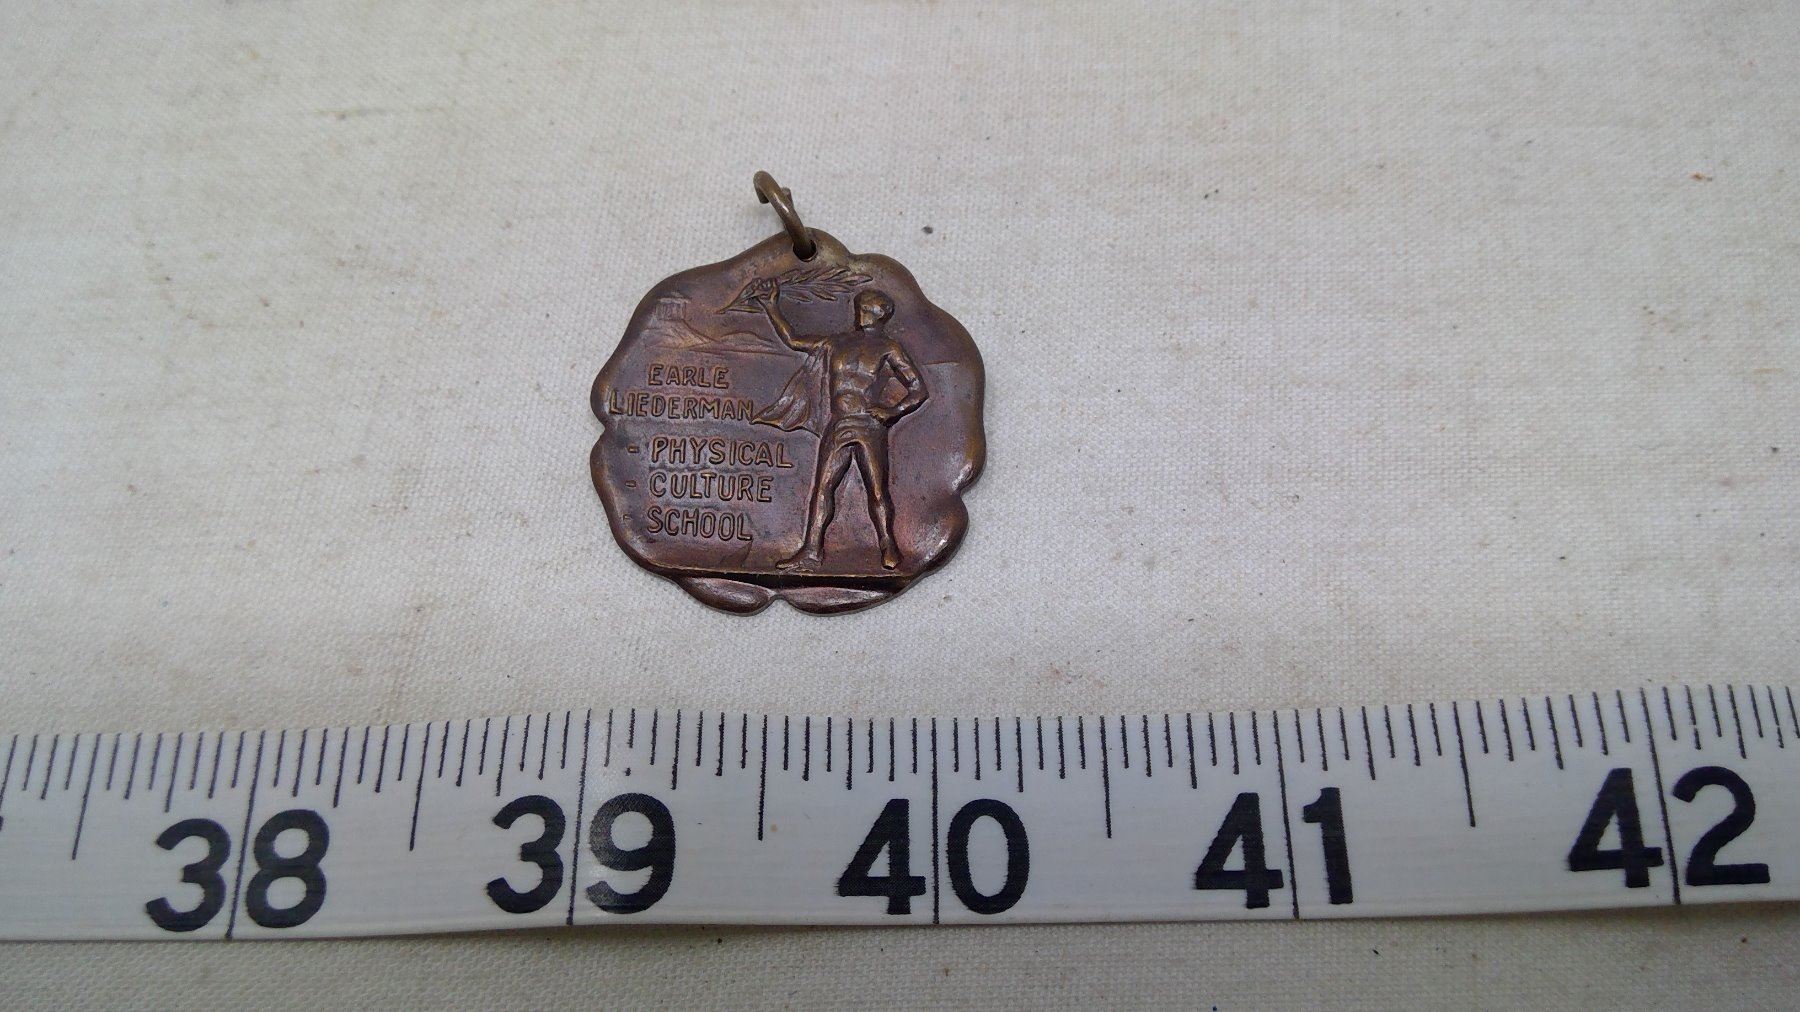 EARLE
LIEDERMAN
- PHYSICAL
- CULTURE
- SCHOOL
38 39 40 41 42